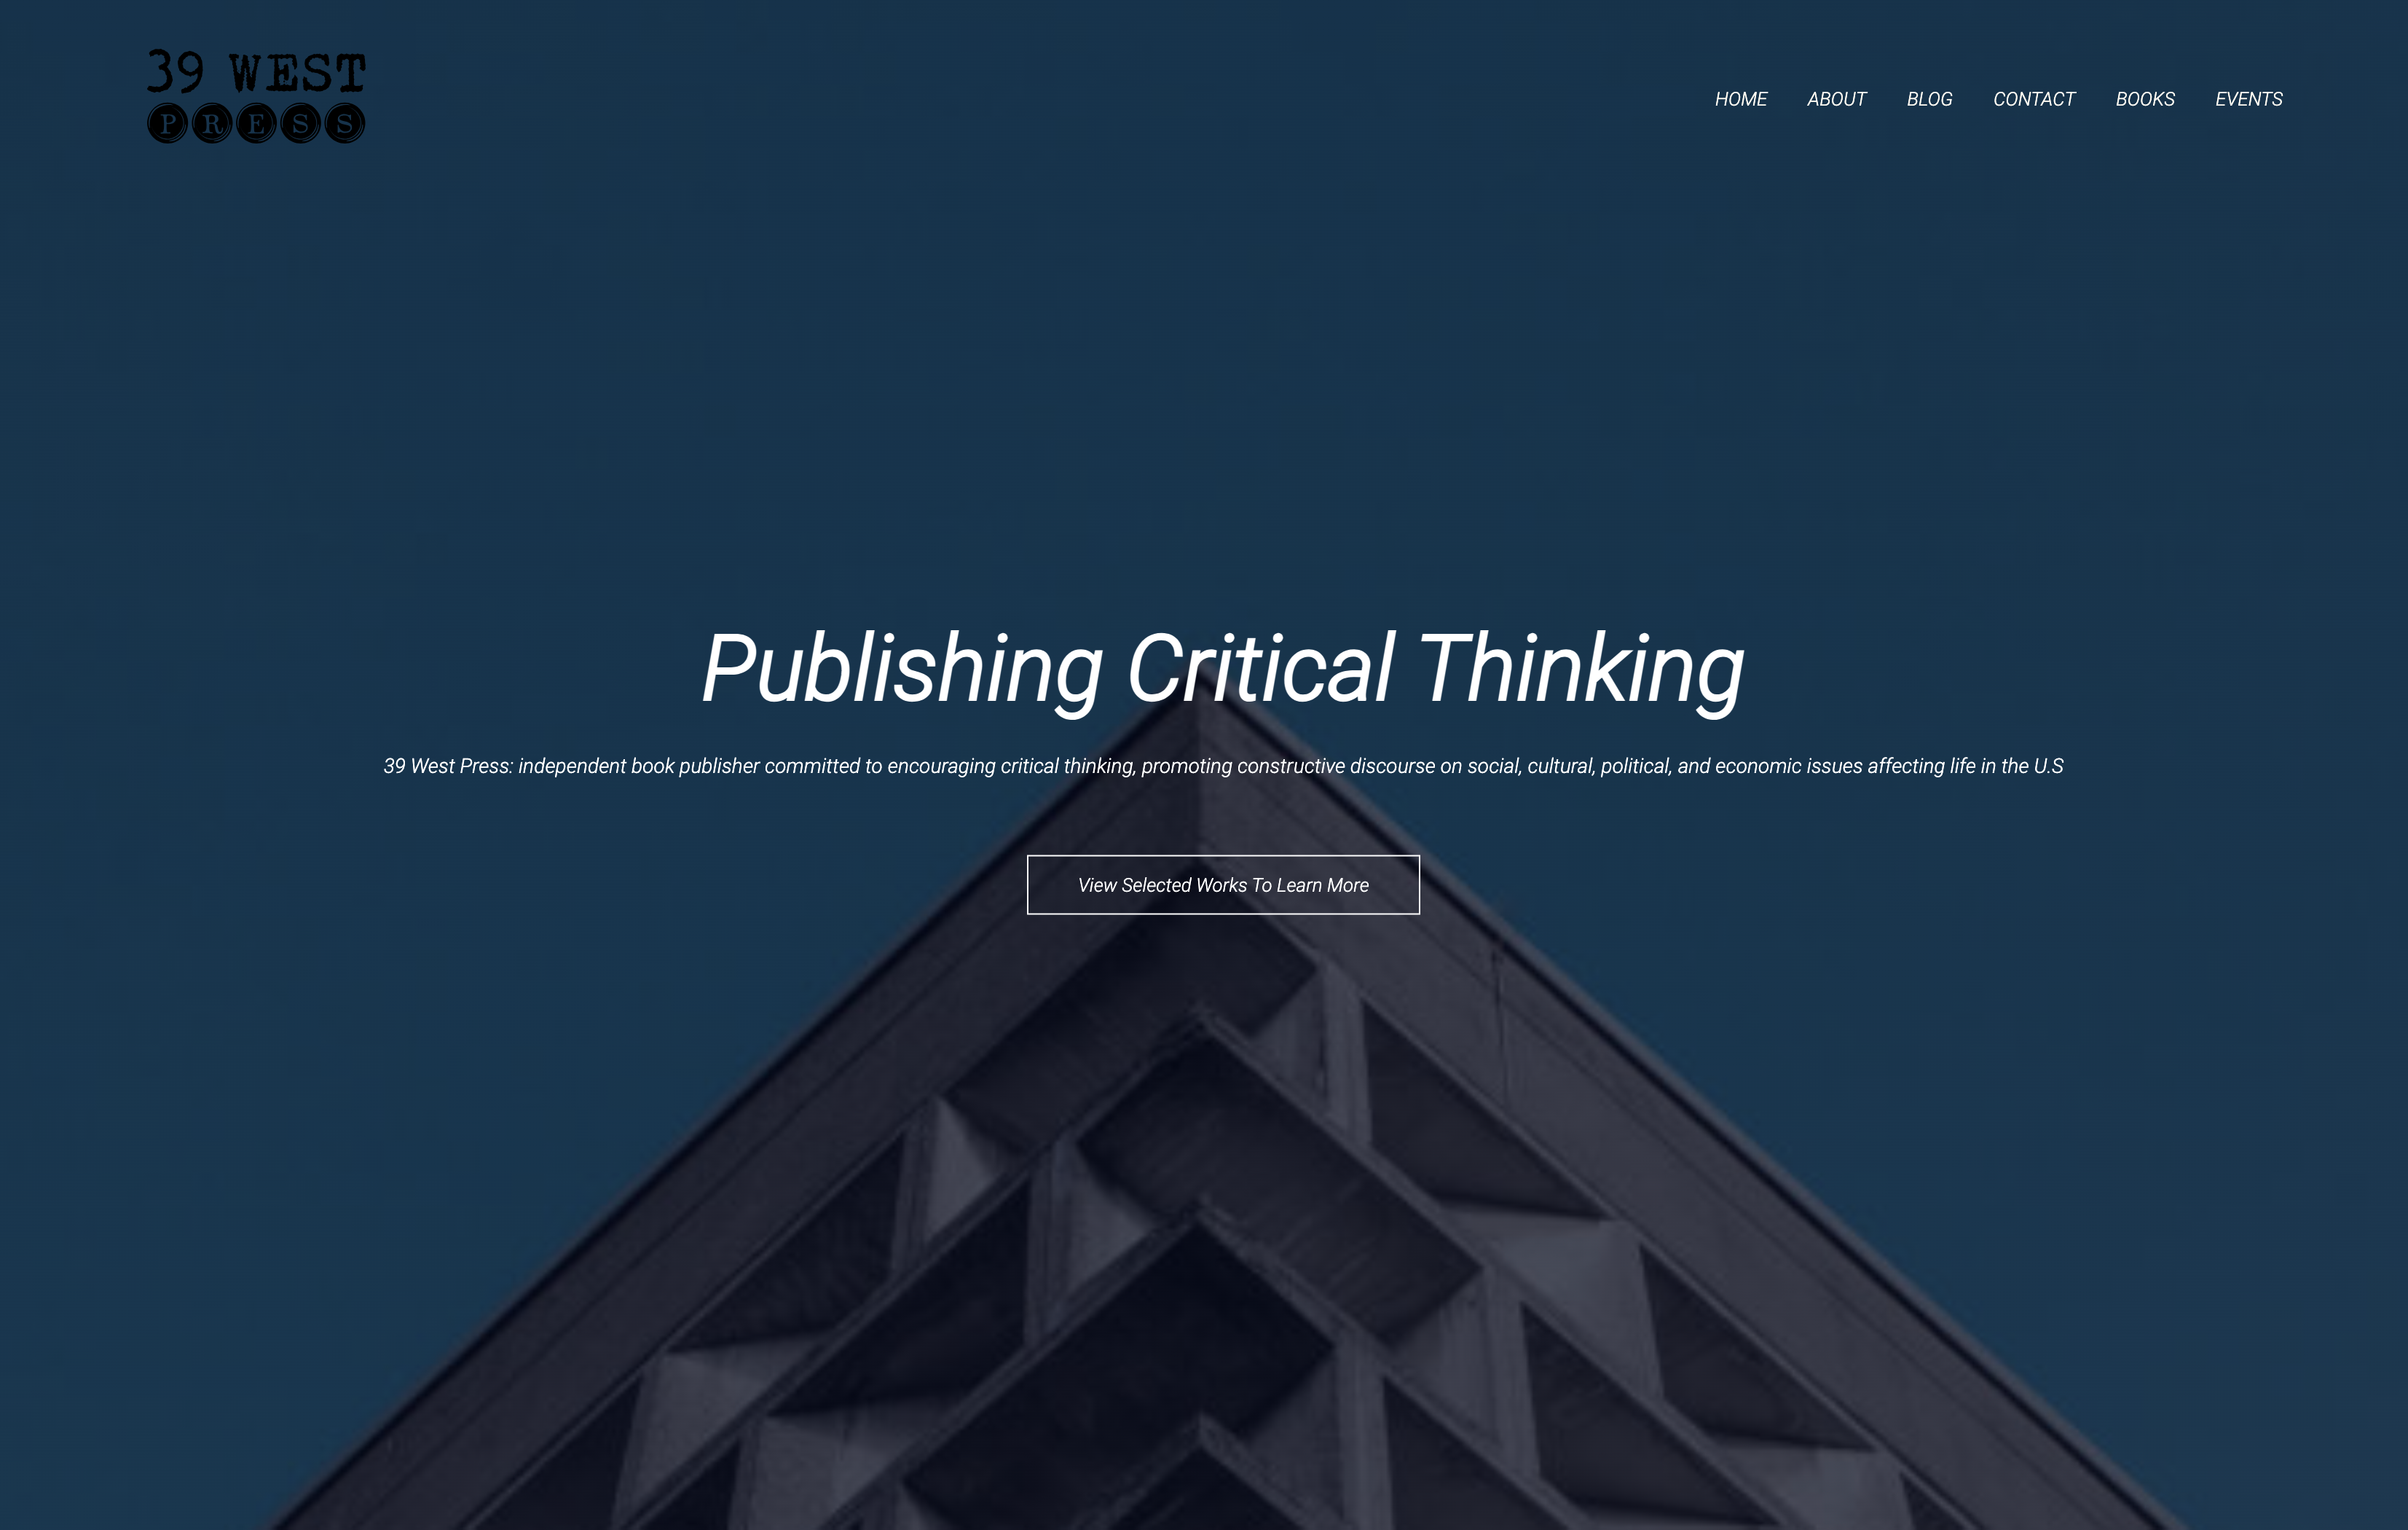 39 WEST
PRESS
HOME ABOUT BLOG CONTACT BOOKS EVENTS
Publishing Critical Thinking
39 West Press: independent book publisher committed to encouraging critical thinking, promoting constructive discourse on social, cultural, political, and economic issues affecting life in the U.S
View Selected Works To Learn More